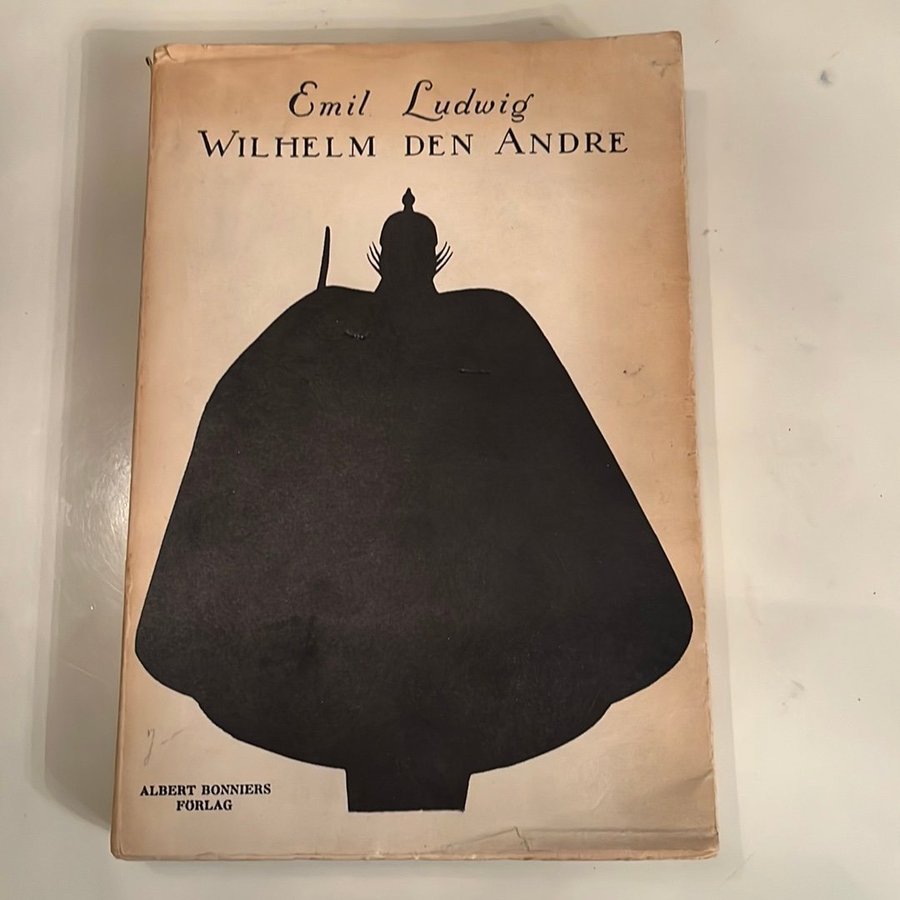 Emil Ludwig
WILHELM DEN ANDRE
ALBERT BONNIERS
FÖRLAG